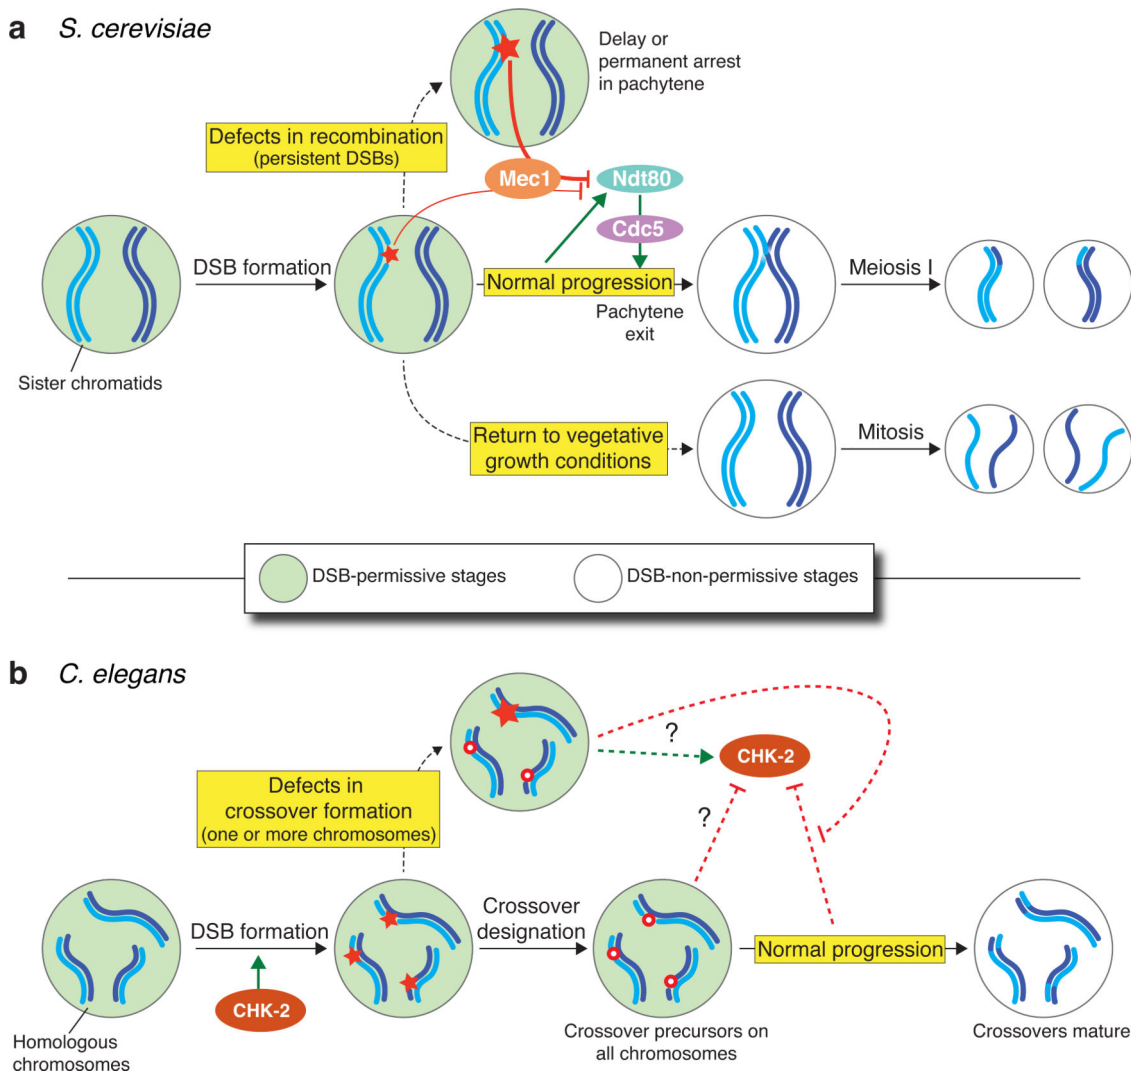 a S. cerevisiae
Delay or
permanent arrest
in pachytene
Defects in recombination
(persistent DSBs)
Mec1
Ndt80
Cdc5
DSB formation
Normal progression
Pachytene
exit
Meiosis I
Sister chromatids
Return to vegetative
growth conditions
Mitosis
DSB-permissive stages
DSB-non-permissive stages
b C. elegans
?
CHK-2
Defects in
crossover formation
(one or more chromosomes)
?
DSB formation
Crossover
designation
Normal progression
CHK-2
Homologous
chromosomes
Crossover precursors on
all chromosomes
Crossovers mature